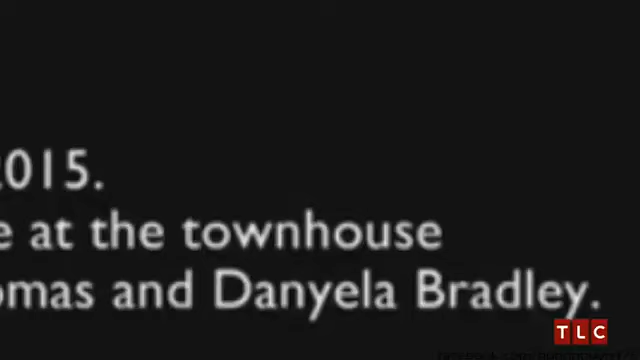 2015.
e at the townhouse
omas and Danyela Bradley.
TLC